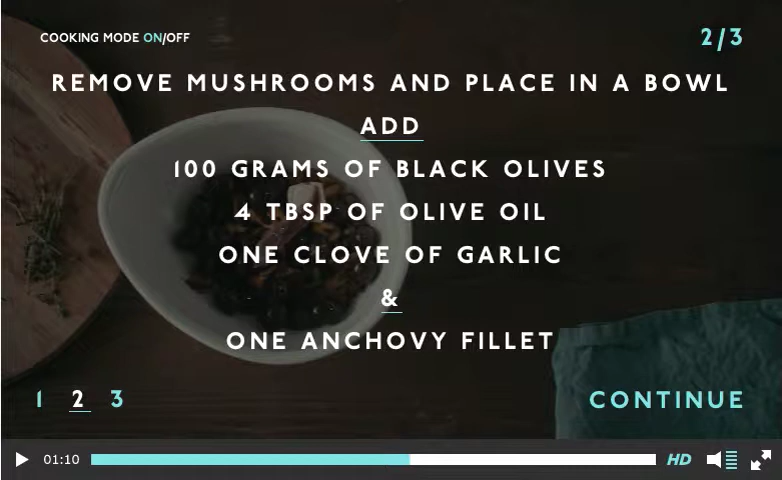 COOKING MODE ON/OFF
2/3
REMOVE MUSHROOMS AND PLACE IN A BOWL
ADD
100 GRAMS OF BLACK OLIVES
4 TBSP OF OLIVE OIL
ONE CLOVE OF GARLIC
&
ONE ANCHOVY FILLET
1 2 3
CONTINUE
01:10
HD